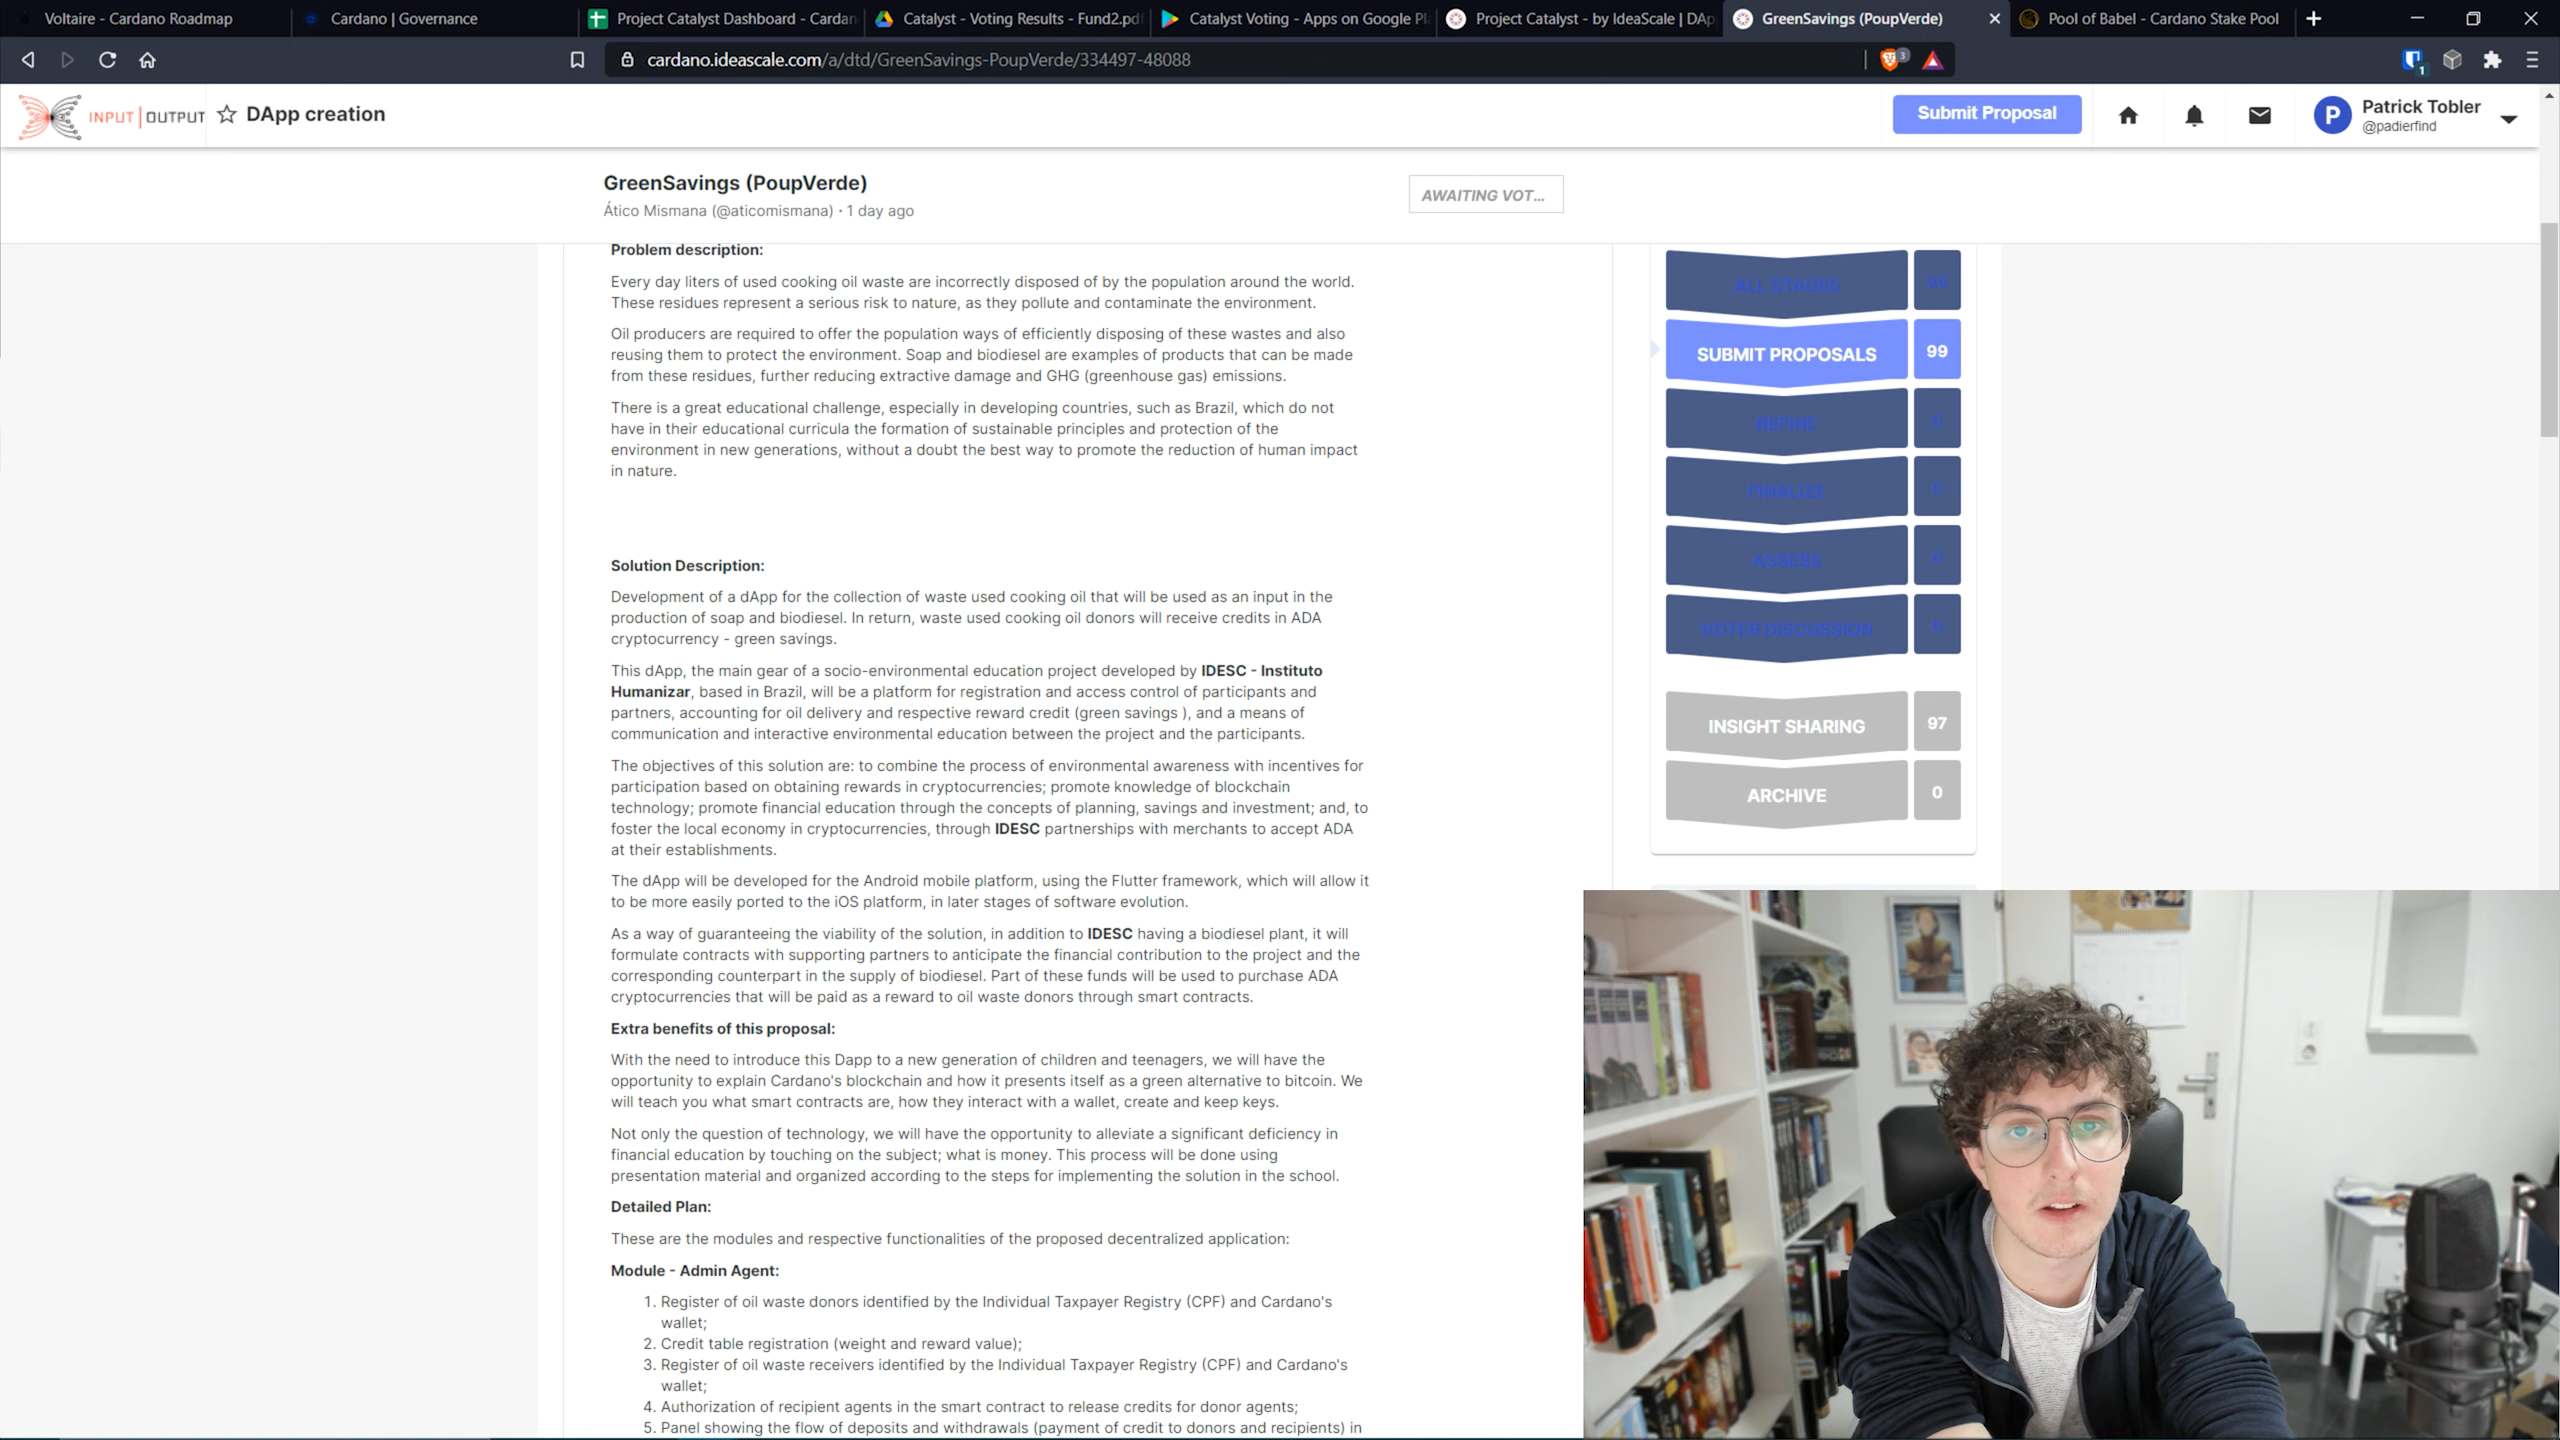 Voltaire - Cardano Roadmap
Cardano | Governance
Project Catalyst Dashboard - Cardan
Catalyst - Voting Results - Fund2.pdf
Catalyst Voting - Apps on Google Pl
Project Catalyst - by IdeaScale | DAp
GreenSavings (PoupVerde)
Pool of Babel - Cardano Stake Pool
cardano.ideascale.com/a/dtd/GreenSavings-PoupVerde/334497-48088
3
1
INPUT | OUTPUT
DApp creation
Submit Proposal
P
Patrick Tobler
@padierfind
GreenSavings (PoupVerde)
Ático Mismana (@aticomismana) • 1 day ago
AWAITING VOT...
Problem description:
Every day liters of used cooking oil waste are incorrectly disposed of by the population around the world.
These residues represent a serious risk to nature, as they pollute and contaminate the environment.
Oil producers are required to offer the population ways of efficiently disposing of these wastes and also
reusing them to protect the environment. Soap and biodiesel are examples of products that can be made
from these residues, further reducing extractive damage and GHG (greenhouse gas) emissions.
There is a great educational challenge, especially in developing countries, such as Brazil, which do not
have in their educational curricula the formation of sustainable principles and protection of the
environment in new generations, without a doubt the best way to promote the reduction of human impact
in nature.
Solution Description:
Development of a dApp for the collection of waste used cooking oil that will be used as an input in the
production of soap and biodiesel. In return, waste used cooking oil donors will receive credits in ADA
cryptocurrency - green savings.
This dApp, the main gear of a socio-environmental education project developed by IDESC - Instituto
Humanizar, based in Brazil, will be a platform for registration and access control of participants and
partners, accounting for oil delivery and respective reward credit (green savings ), and a means of
communication and interactive environmental education between the project and the participants.
The objectives of this solution are: to combine the process of environmental awareness with incentives for
participation based on obtaining rewards in cryptocurrencies; promote knowledge of blockchain
technology; promote financial education through the concepts of planning, savings and investment; and, to
foster the local economy in cryptocurrencies, through IDESC partnerships with merchants to accept ADA
at their establishments.
The dApp will be developed for the Android mobile platform, using the Flutter framework, which will allow it
to be more easily ported to the iOS platform, in later stages of software evolution.
As a way of guaranteeing the viability of the solution, in addition to IDESC having a biodiesel plant, it will
formulate contracts with supporting partners to anticipate the financial contribution to the project and the
corresponding counterpart in the supply of biodiesel. Part of these funds will be used to purchase ADA
cryptocurrencies that will be paid as a reward to oil waste donors through smart contracts.
Extra benefits of this proposal:
With the need to introduce this Dapp to a new generation of children and teenagers, we will have the
opportunity to explain Cardano's blockchain and how it presents itself as a green alternative to bitcoin. We
will teach you what smart contracts are, how they interact with a wallet, create and keep keys.
Not only the question of technology, we will have the opportunity to alleviate a significant deficiency in
financial education by touching on the subject; what is money. This process will be done using
presentation material and organized according to the steps for implementing the solution in the school.
Detailed Plan:
These are the modules and respective functionalities of the proposed decentralized application:
Module - Admin Agent:
1. Register of oil waste donors identified by the Individual Taxpayer Registry (CPF) and Cardano's
wallet;
2. Credit table registration (weight and reward value);
3. Register of oil waste receivers identified by the Individual Taxpayer Registry (CPF) and Cardano's
wallet;
4. Authorization of recipient agents in the smart contract to release credits for donor agents;
5. Panel showing the flow of deposits and withdrawals (payment of credit to donors and recipients) in
ALL STAGES
SUBMIT PROPOSALS 99
REFINE 0
FINALIZE 0
ASSESS 0
VOTER DISCUSSION 0
INSIGHT SHARING 97
ARCHIVE 0